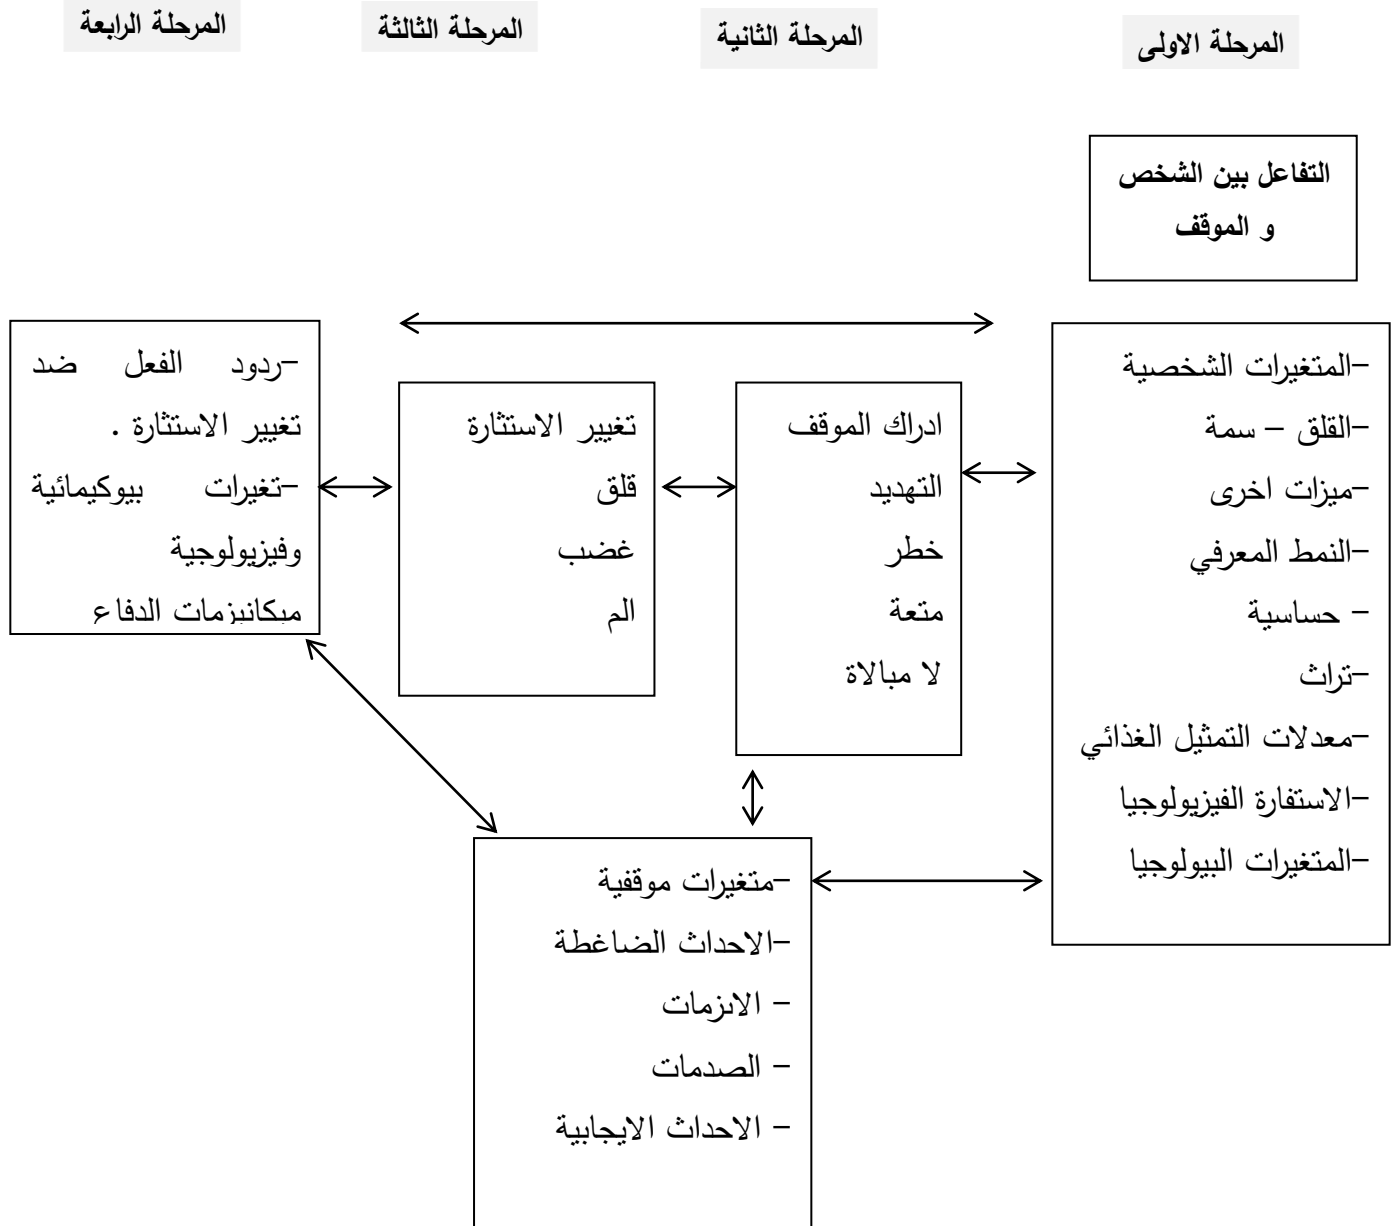 المرحلة الاولى
المرحلة الثانية
المرحلة الثالثة
المرحلة الرابعة
التفاعل بين الشخص
و الموقف
-المتغيرات الشخصية
-القلق – سمة
-ميزات اخرى
-النمط المعرفي
- حساسية
-تراث
-معدلات التمثيل الغذائي
-الاستفارة الفيزيولوجيا
-المتغيرات البيولوجيا
ادراك الموقف
التهديد
خطر
متعة
لا مبالاة
تغيير الاستثارة
قلق
غضب
الم
-ردود الفعل ضد
تغيير الاستثارة .
-تغيرات بيوكيمائية
وفيزيولوجية
ميكانيزمات الدفاع
-متغيرات موقفية
-الاحداث الضاغطة
- الانزمات
- الصدمات
- الاحداث الايجابية